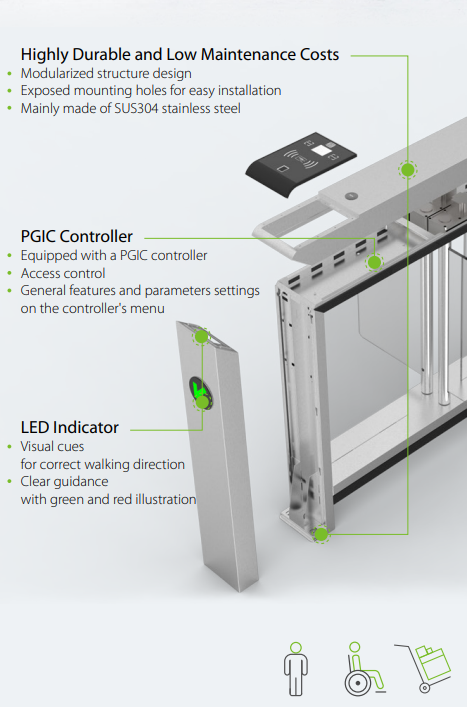 Highly Durable and Low Maintenance Costs
• Modularized structure design
• Exposed mounting holes for easy installation
• Mainly made of SUS304 stainless steel
PGIC Controller
• Equipped with a PGIC controller
• Access control
• General features and parameters settings
on the controller's menu
LED Indicator
• Visual cues
for correct walking direction
• Clear guidance
with green and red illustration